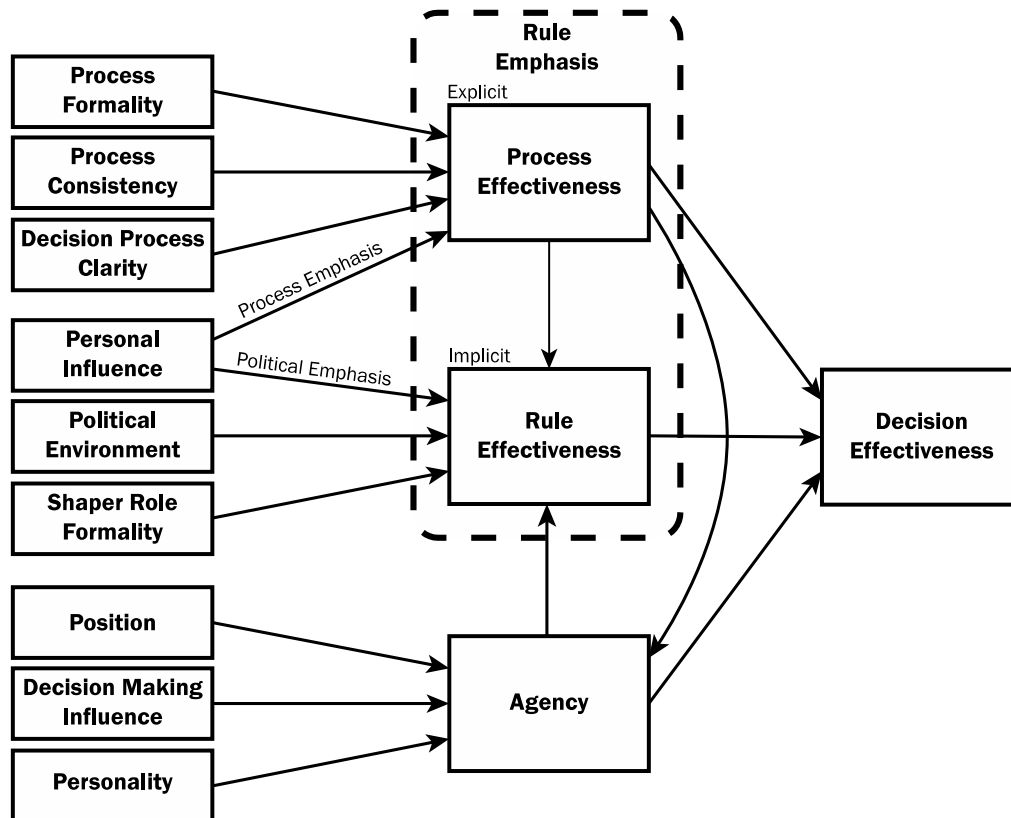 Rule
Emphasis
Process
Formality
Explicit
Process
Effectiveness
Process
Consistency
Decision Process
Clarity
Process Emphasis
Personal
Influence
Political Emphasis
Implicit
Rule
Effectiveness
Political
Environment
Decision
Effectiveness
Shaper Role
Formality
Position
Decision Making
Influence
Agency
Personality